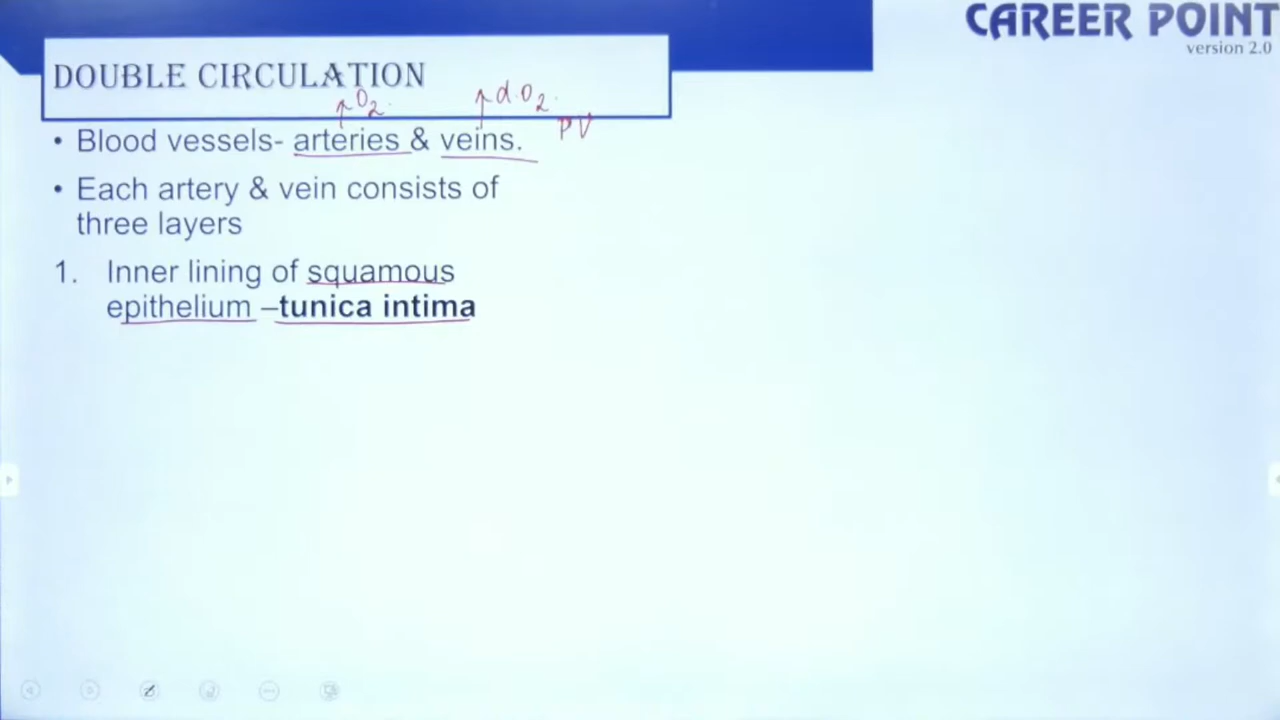 CAREER POINT
version 2.0
DOUBLE CIRCULATION
↑O2. ↑d.O2.
PV
• Blood vessels- arteries & veins.
• Each artery & vein consists of
three layers
1. Inner lining of squamous
epithelium –tunica intima